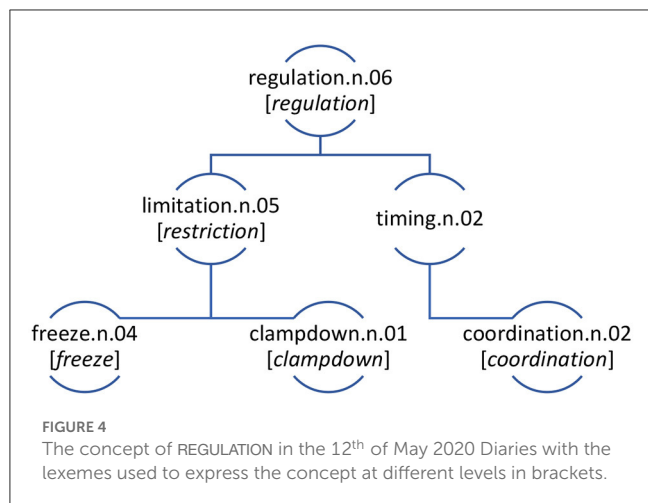 regulation.n.06
[regulation]
limitation.n.05
[restriction]
timing.n.02
freeze.n.04
[freeze]
clampdown.n.01
[clampdown]
coordination.n.02
[coordination]
FIGURE 4
The concept of REGULATION in the 12th of May 2020 Diaries with the
lexemes used to express the concept at different levels in brackets.